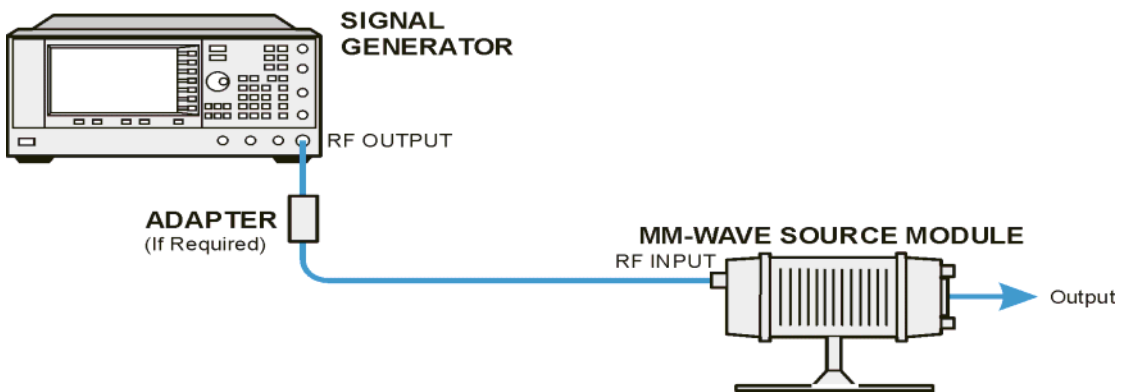 SIGNAL
GENERATOR
RF OUTPUT
ADAPTER
(If Required)
MM-WAVE SOURCE MODULE
RF INPUT
Output